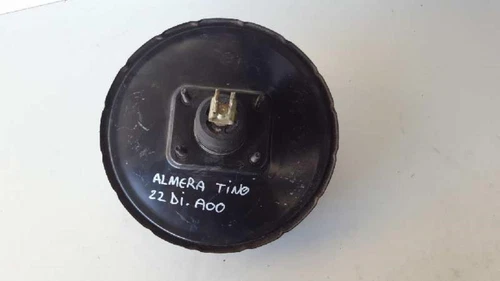 ALMERA TINO
22 Di. A00